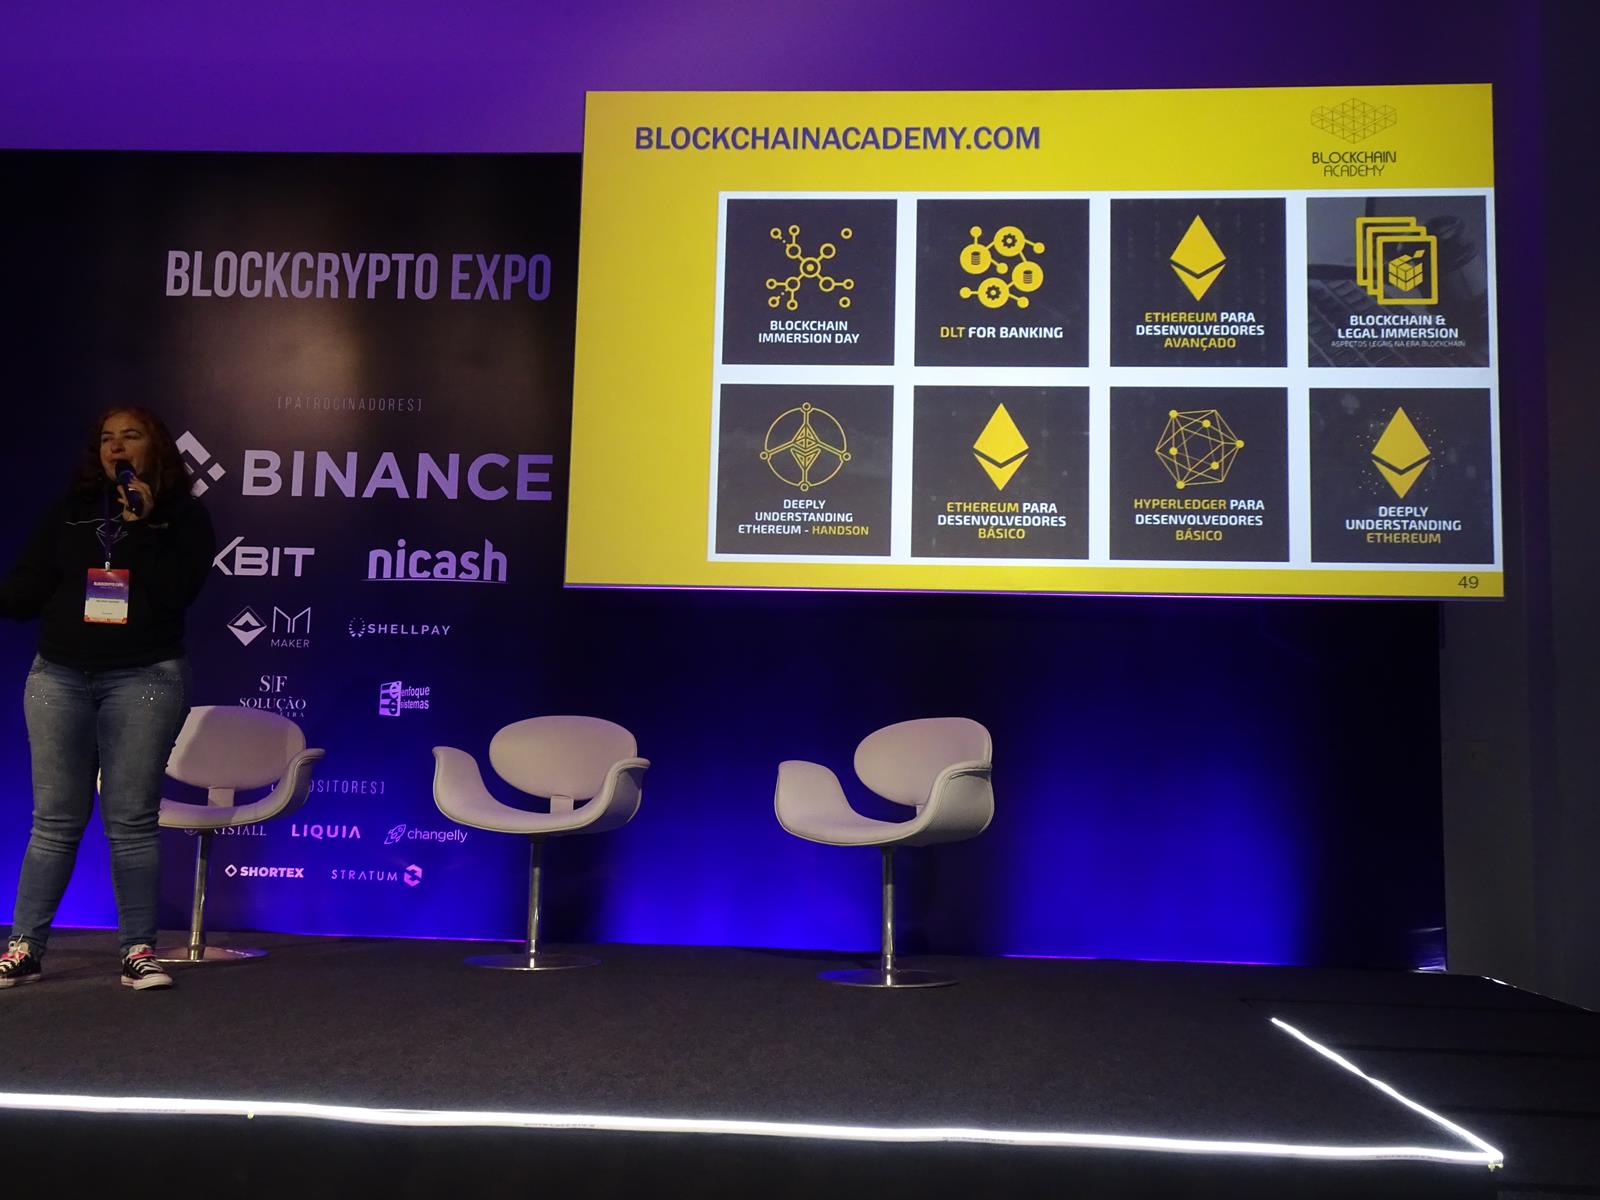 BLOCKCHAINACADEMY.COM
BLOCKCHAIN
ACADEMY
BLOCKCHAIN
IMMERSION DAY
DLT FOR BANKING
ETHEREUM PARA
DESENVOLVEDORES
AVANÇADO
BLOCKCHAIN &
LEGAL IMMERSION
ASPECTOS LEGAIS NA ERA BLOCKCHAIN
DEEPLY
UNDERSTANDING
ETHEREUM - HANDSON
ETHEREUM PARA
DESENVOLVEDORES
BÁSICO
HYPERLEDGER PARA
DESENVOLVEDORES
BÁSICO
DEEPLY
UNDERSTANDING
ETHEREUM
49
BLOCKCRYPTO EXPO
[PATROCINADORES]
BINANCE
XBIT
nicash
MAKER
SHELLPAY
S|F
SOLUÇÃO
enfoque
sistemas
OSITORES]
LIQUIA
changelly
SHORTEX
STRATUM